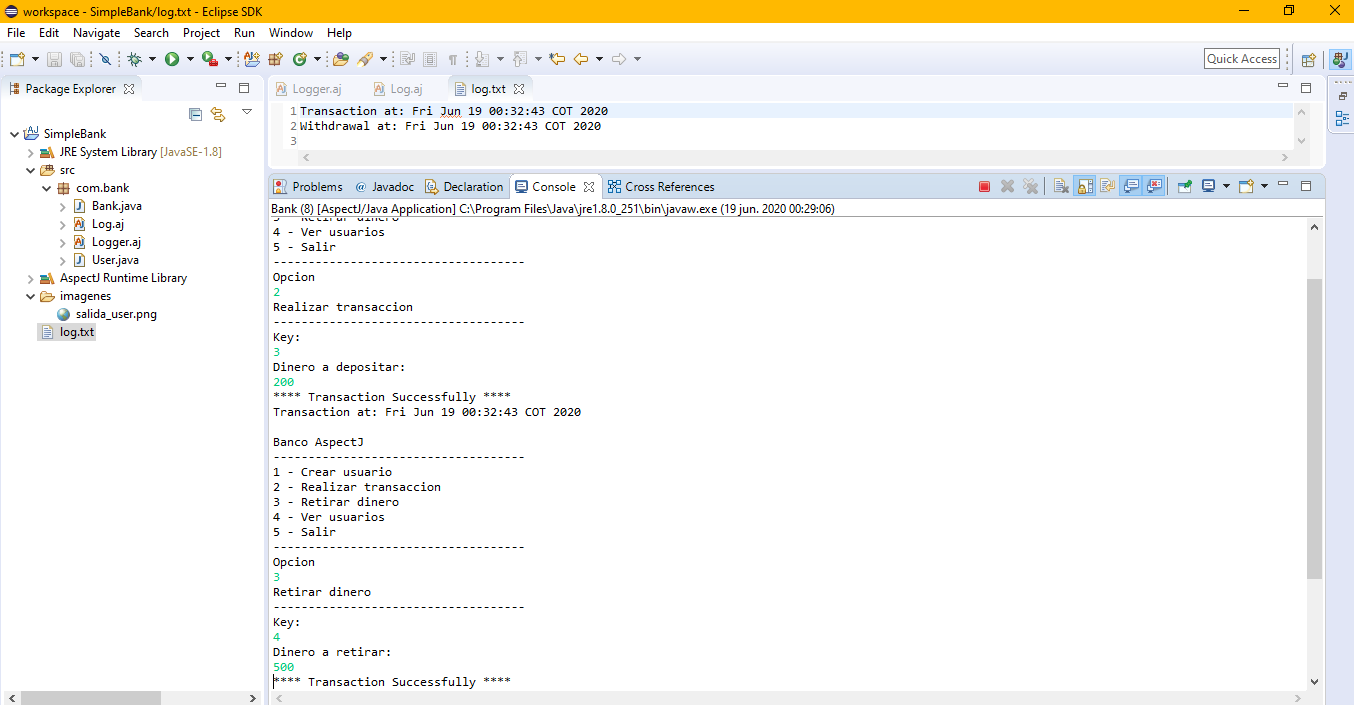 workspace - SimpleBank/log.txt - Eclipse SDK
File Edit Navigate Search Project Run Window Help
Quick Access
Package Explorer
SimpleBank
JRE System Library [JavaSE-1.8]
src
com.bank
Bank.java
Log.aj
Logger.aj
User.java
AspectJ Runtime Library
imagenes
salida_user.png
log.txt
Logger.aj Log.aj log.txt
1 Transaction at: Fri Jun 19 00:32:43 COT 2020
2 Withdrawal at: Fri Jun 19 00:32:43 COT 2020
3
Problems @ Javadoc Declaration Console Cross References
Bank (8) [AspectJ/Java Application] C:\Program Files\Java\jre1.8.0_251\bin\javaw.exe (19 jun. 2020 00:29:06)
3 - Retirar dinero
4 - Ver usuarios
5 - Salir
------------------------------------
Opcion
2
Realizar transaccion
------------------------------------
Key:
3
Dinero a depositar:
200
**** Transaction Successfully ****
Transaction at: Fri Jun 19 00:32:43 COT 2020
Banco AspectJ
------------------------------------
1 - Crear usuario
2 - Realizar transaccion
3 - Retirar dinero
4 - Ver usuarios
5 - Salir
------------------------------------
Opcion
3
Retirar dinero
------------------------------------
Key:
4
Dinero a retirar:
500
**** Transaction Successfully ****